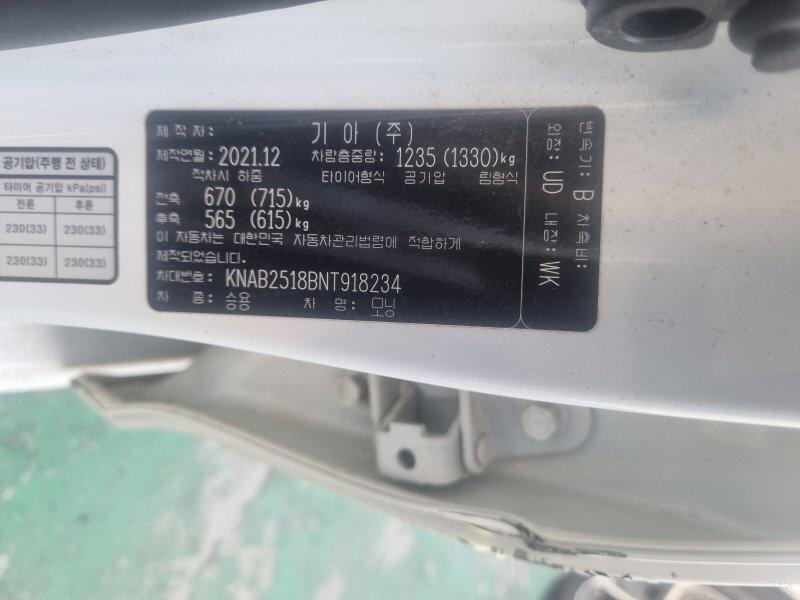 공기압(주행 전 상태)
타이어 공기압 kPa(psi)
전륜 후륜
230(33) 230(33)
230(33) 230(33)
제 작 자: 기 아 (주)
제작연월: 2021.12 차량총중량: 1235 (1330)kg
적차시 하중 타이어형식 공기압 림형식
전축 670 (715)kg
후축 565 (615)kg
이 자동차는 대한민국 자동차관리법령에 적합하게
제작되었습니다.
차대번호: KNAB2518BNT918234
차 종: 승용 차 명: 모닝
변속기: B 차축비:
외장: UD 내장: WK